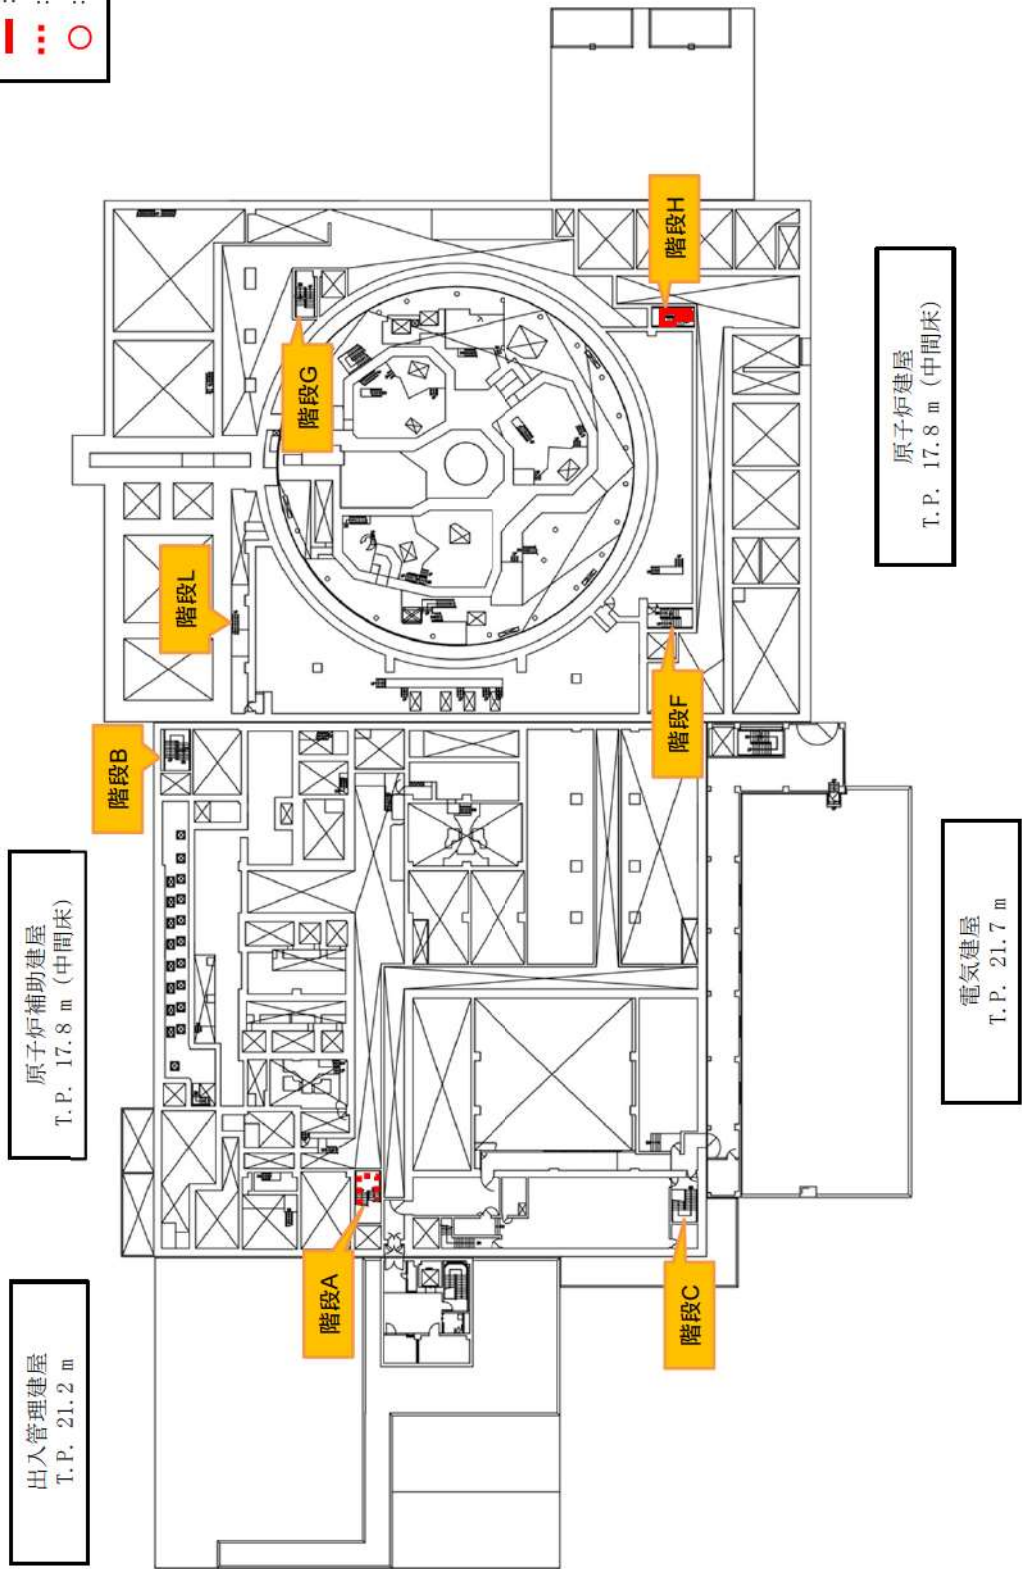 出入管理建屋
T.P. 21.2 m
原子炉補助建屋
T.P. 17.8 m (中間床)
階段A
階段B
階段C
階段L
階段G
階段F
階段H
電気建屋
T.P. 21.7 m
原子炉建屋
T.P. 17.8 m (中間床)